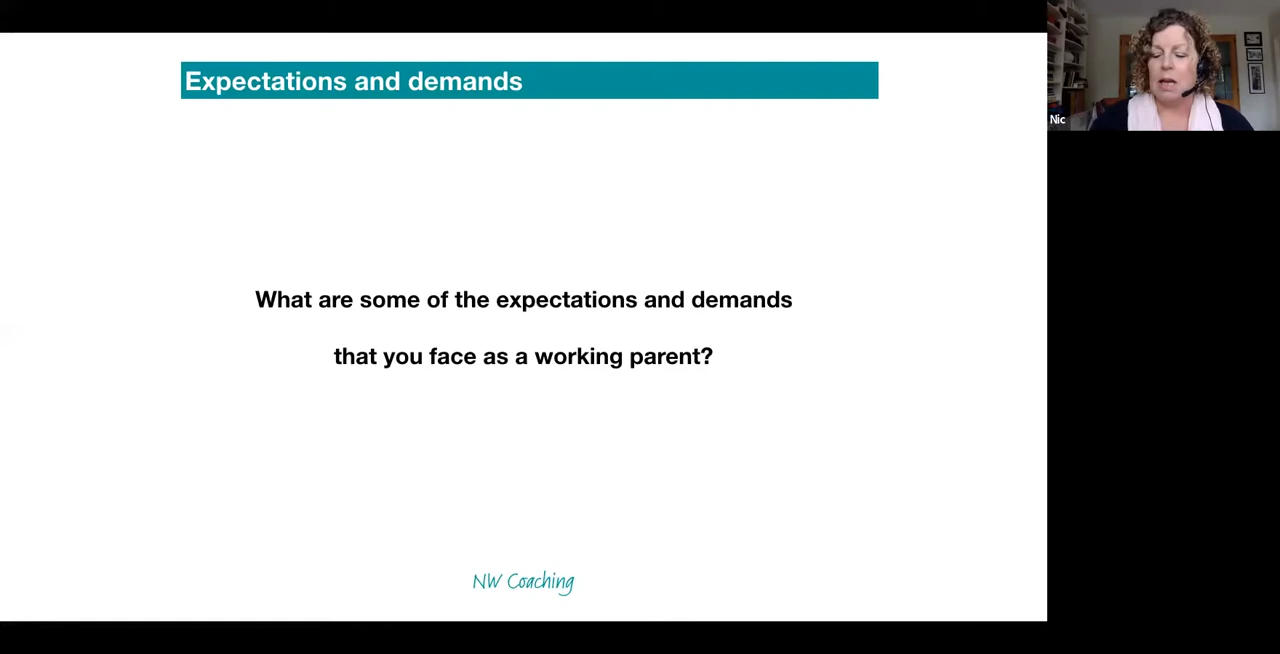 Expectations and demands
Nic
What are some of the expectations and demands
that you face as a working parent?
NW Coaching